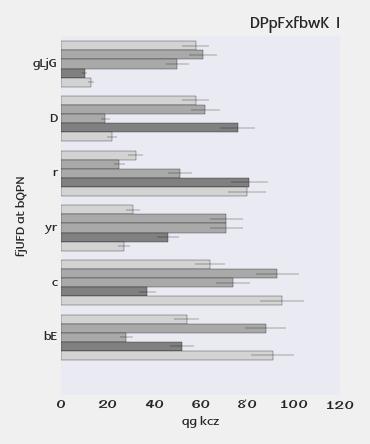 DPpFxfbwK I
gLjG
D
r
yr
c
bE
fjUFD at bQPN
0 20 40 60 80 100 120
qg kcz